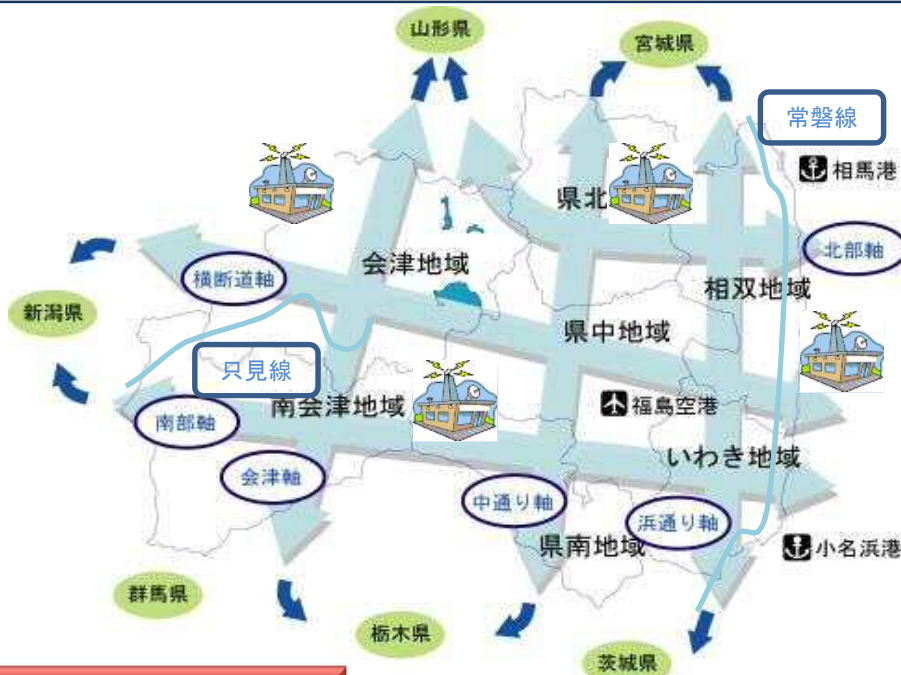 山形県
宮城県
常磐線
相馬港
県北
北部軸
会津地域
横断道軸
相双地域
新潟県
県中地域
只見線
南会津地域
福島空港
南部軸
いわき地域
会津軸
中通り軸
浜通り軸
県南地域
小名浜港
群馬県
栃木県
茨城県